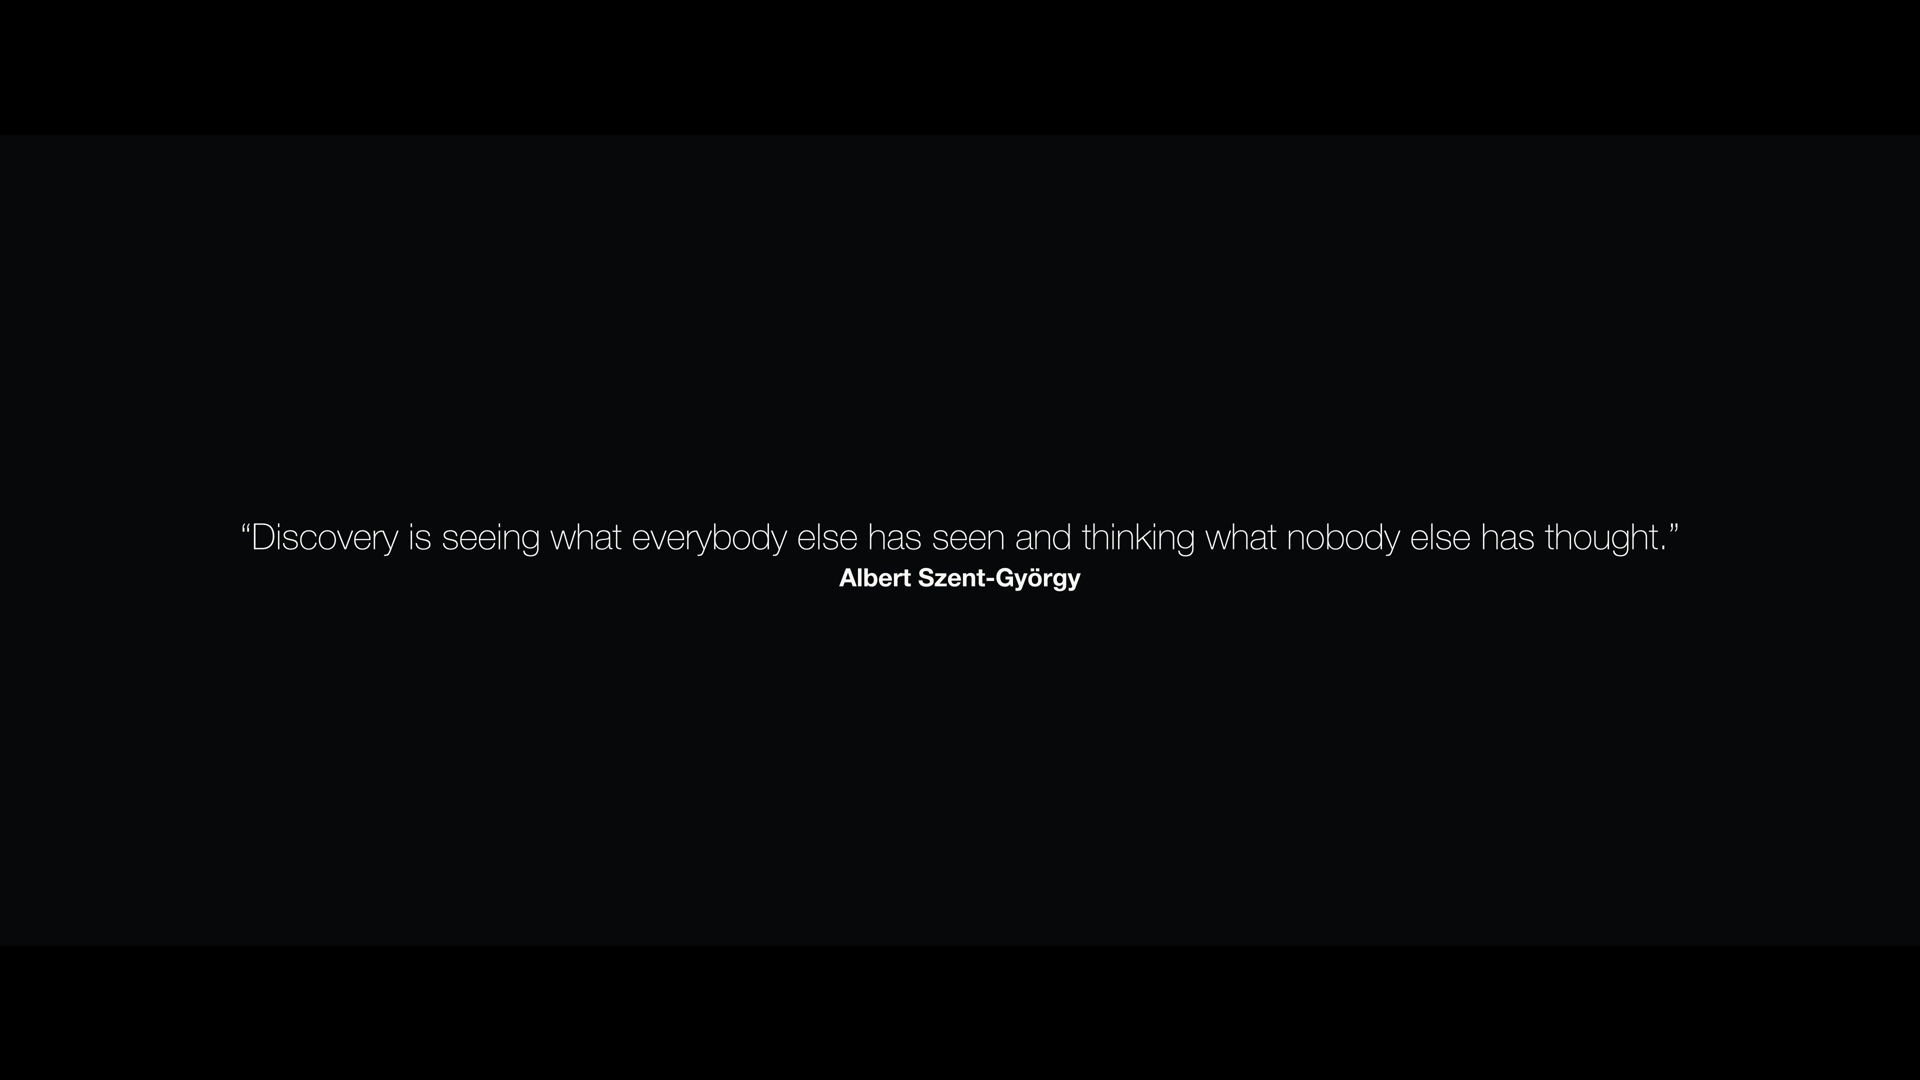 “Discovery is seeing what everybody else has seen and thinking what nobody else has thought.”
Albert Szent-György